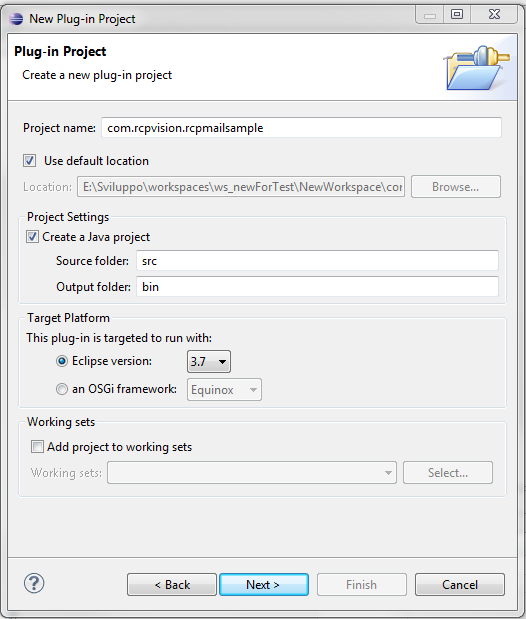 New Plug-in Project
Plug-in Project
Create a new plug-in project
Project name: com.rcpvision.rcpmailsample
Use default location
Location: E:\Sviluppo\workspaces\ws_newForTest\NewWorkspace\cor Browse...
Project Settings
Create a Java project
Source folder: src
Output folder: bin
Target Platform
This plug-in is targeted to run with:
Eclipse version: 3.7
an OSGi framework: Equinox
Working sets
Add project to working sets
Working sets: Select...
? < Back Next > Finish Cancel